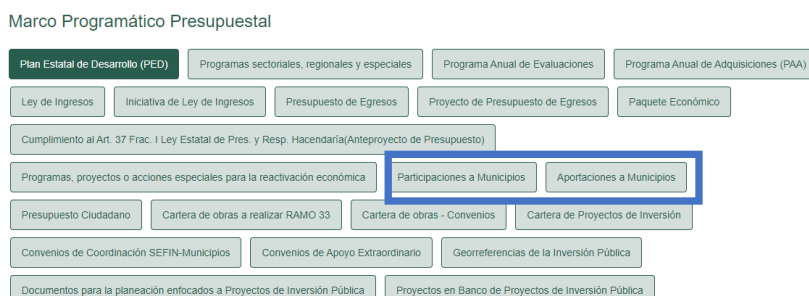 Marco Programático Presupuestal
Plan Estatal de Desarrollo (PED) Programas sectoriales, regionales y especiales Programa Anual de Evaluaciones Programa Anual de Adquisiciones (PAA)
Ley de Ingresos Iniciativa de Ley de Ingresos Presupuesto de Egresos Proyecto de Presupuesto de Egresos Paquete Económico
Cumplimiento al Art. 37 Frac. I Ley Estatal de Pres. y Resp. Hacendaría(Anteproyecto de Presupuesto)
Programas, proyectos o acciones especiales para la reactivación económica Participaciones a Municipios Aportaciones a Municipios
Presupuesto Ciudadano Cartera de obras a realizar RAMO 33 Cartera de obras - Convenios Cartera de Proyectos de Inversión
Convenios de Coordinación SEFIN-Municipios Convenios de Apoyo Extraordinario Georreferencias de la Inversión Pública
Documentos para la planeación enfocados a Proyectos de Inversión Pública Proyectos en Banco de Proyectos de Inversión Pública